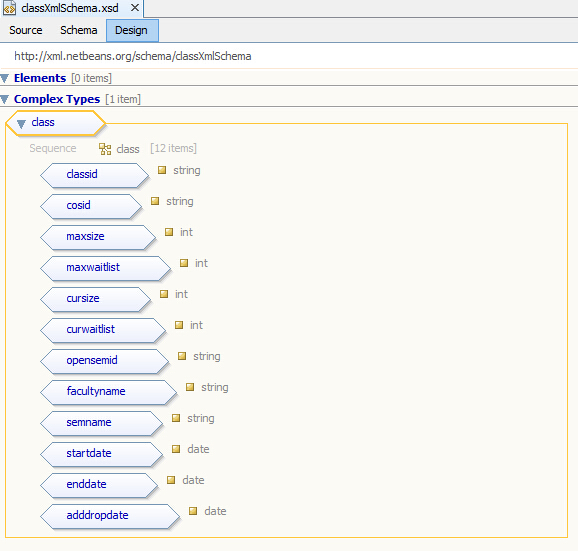 classXmlSchema.xsd
Source Schema Design
http://xml.netbeans.org/schema/classXmlSchema
Elements [0 items]
Complex Types [1 item]
class
Sequence class [12 items]
classid string
cosid string
maxsize int
maxwaitlist int
cursize int
curwaitlist int
opensemid string
facultyname string
semname string
startdate date
enddate date
adddropdate date